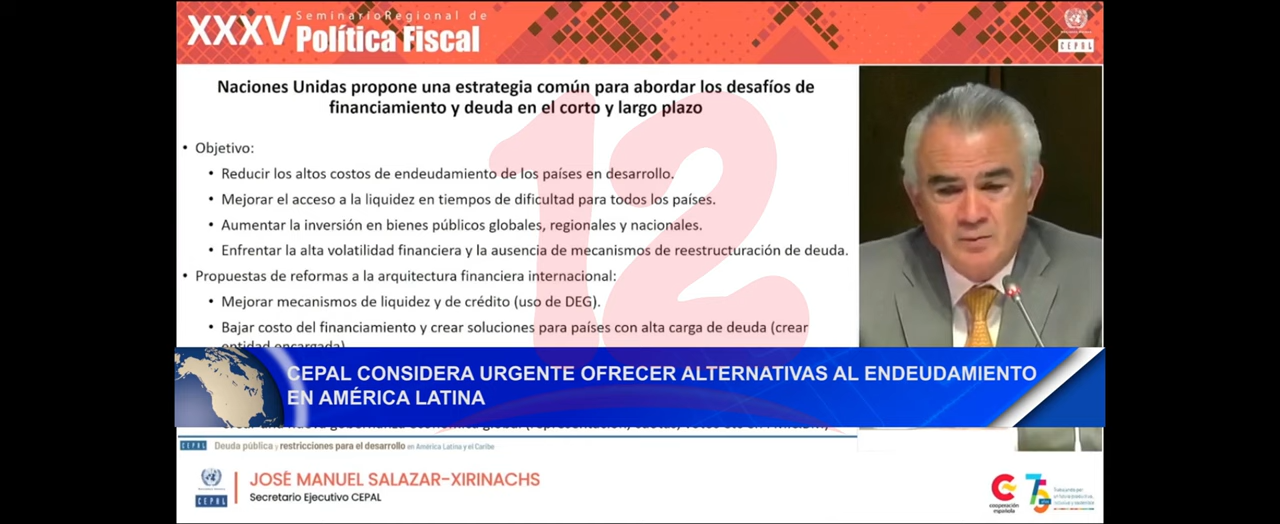 XXXV
Seminario Regional de
Política Fiscal
CEPAL
Naciones Unidas propone una estrategia común para abordar los desafíos de
financiamiento y deuda en el corto y largo plazo
• Objetivo:
• Reducir los altos costos de endeudamiento de los países en desarrollo.
• Mejorar el acceso a la liquidez en tiempos de dificultad para todos los países.
• Aumentar la inversión en bienes públicos globales, regionales y nacionales.
• Enfrentar la alta volatilidad financiera y la ausencia de mecanismos de reestructuración de deuda.
• Propuestas de reformas a la arquitectura financiera internacional:
• Mejorar mecanismos de liquidez y de crédito (uso de DEG).
• Bajar costo del financiamiento y crear soluciones para países con alta carga de deuda (crear
entidad encargada)
12
CEPAL CONSIDERA URGENTE OFRECER ALTERNATIVAS AL ENDEUDAMIENTO
EN AMÉRICA LATINA
CEPAL
Deuda pública y restricciones para el desarrollo en América Latina y el Caribe
CEPAL
JOSÉ MANUEL SALAZAR-XIRINACHS
Secretario Ejecutivo CEPAL
cooperación
española
75